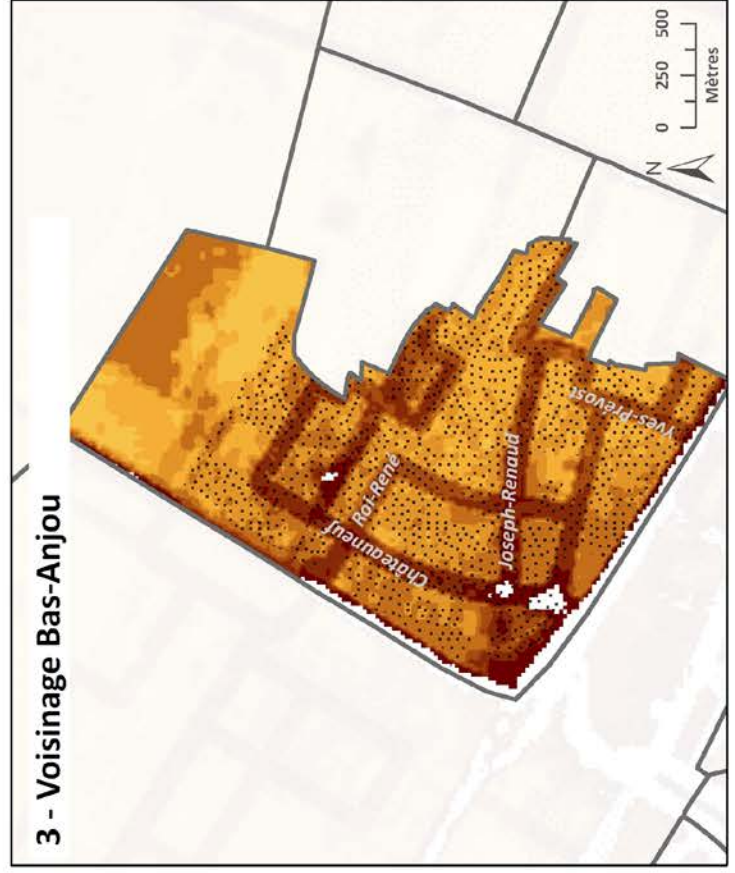 3 - Voisinage Bas-Anjou
Châteauneuf
Roi-René
Joseph-Renaud
Yves-Prévost
N
0 250 500
Mètres